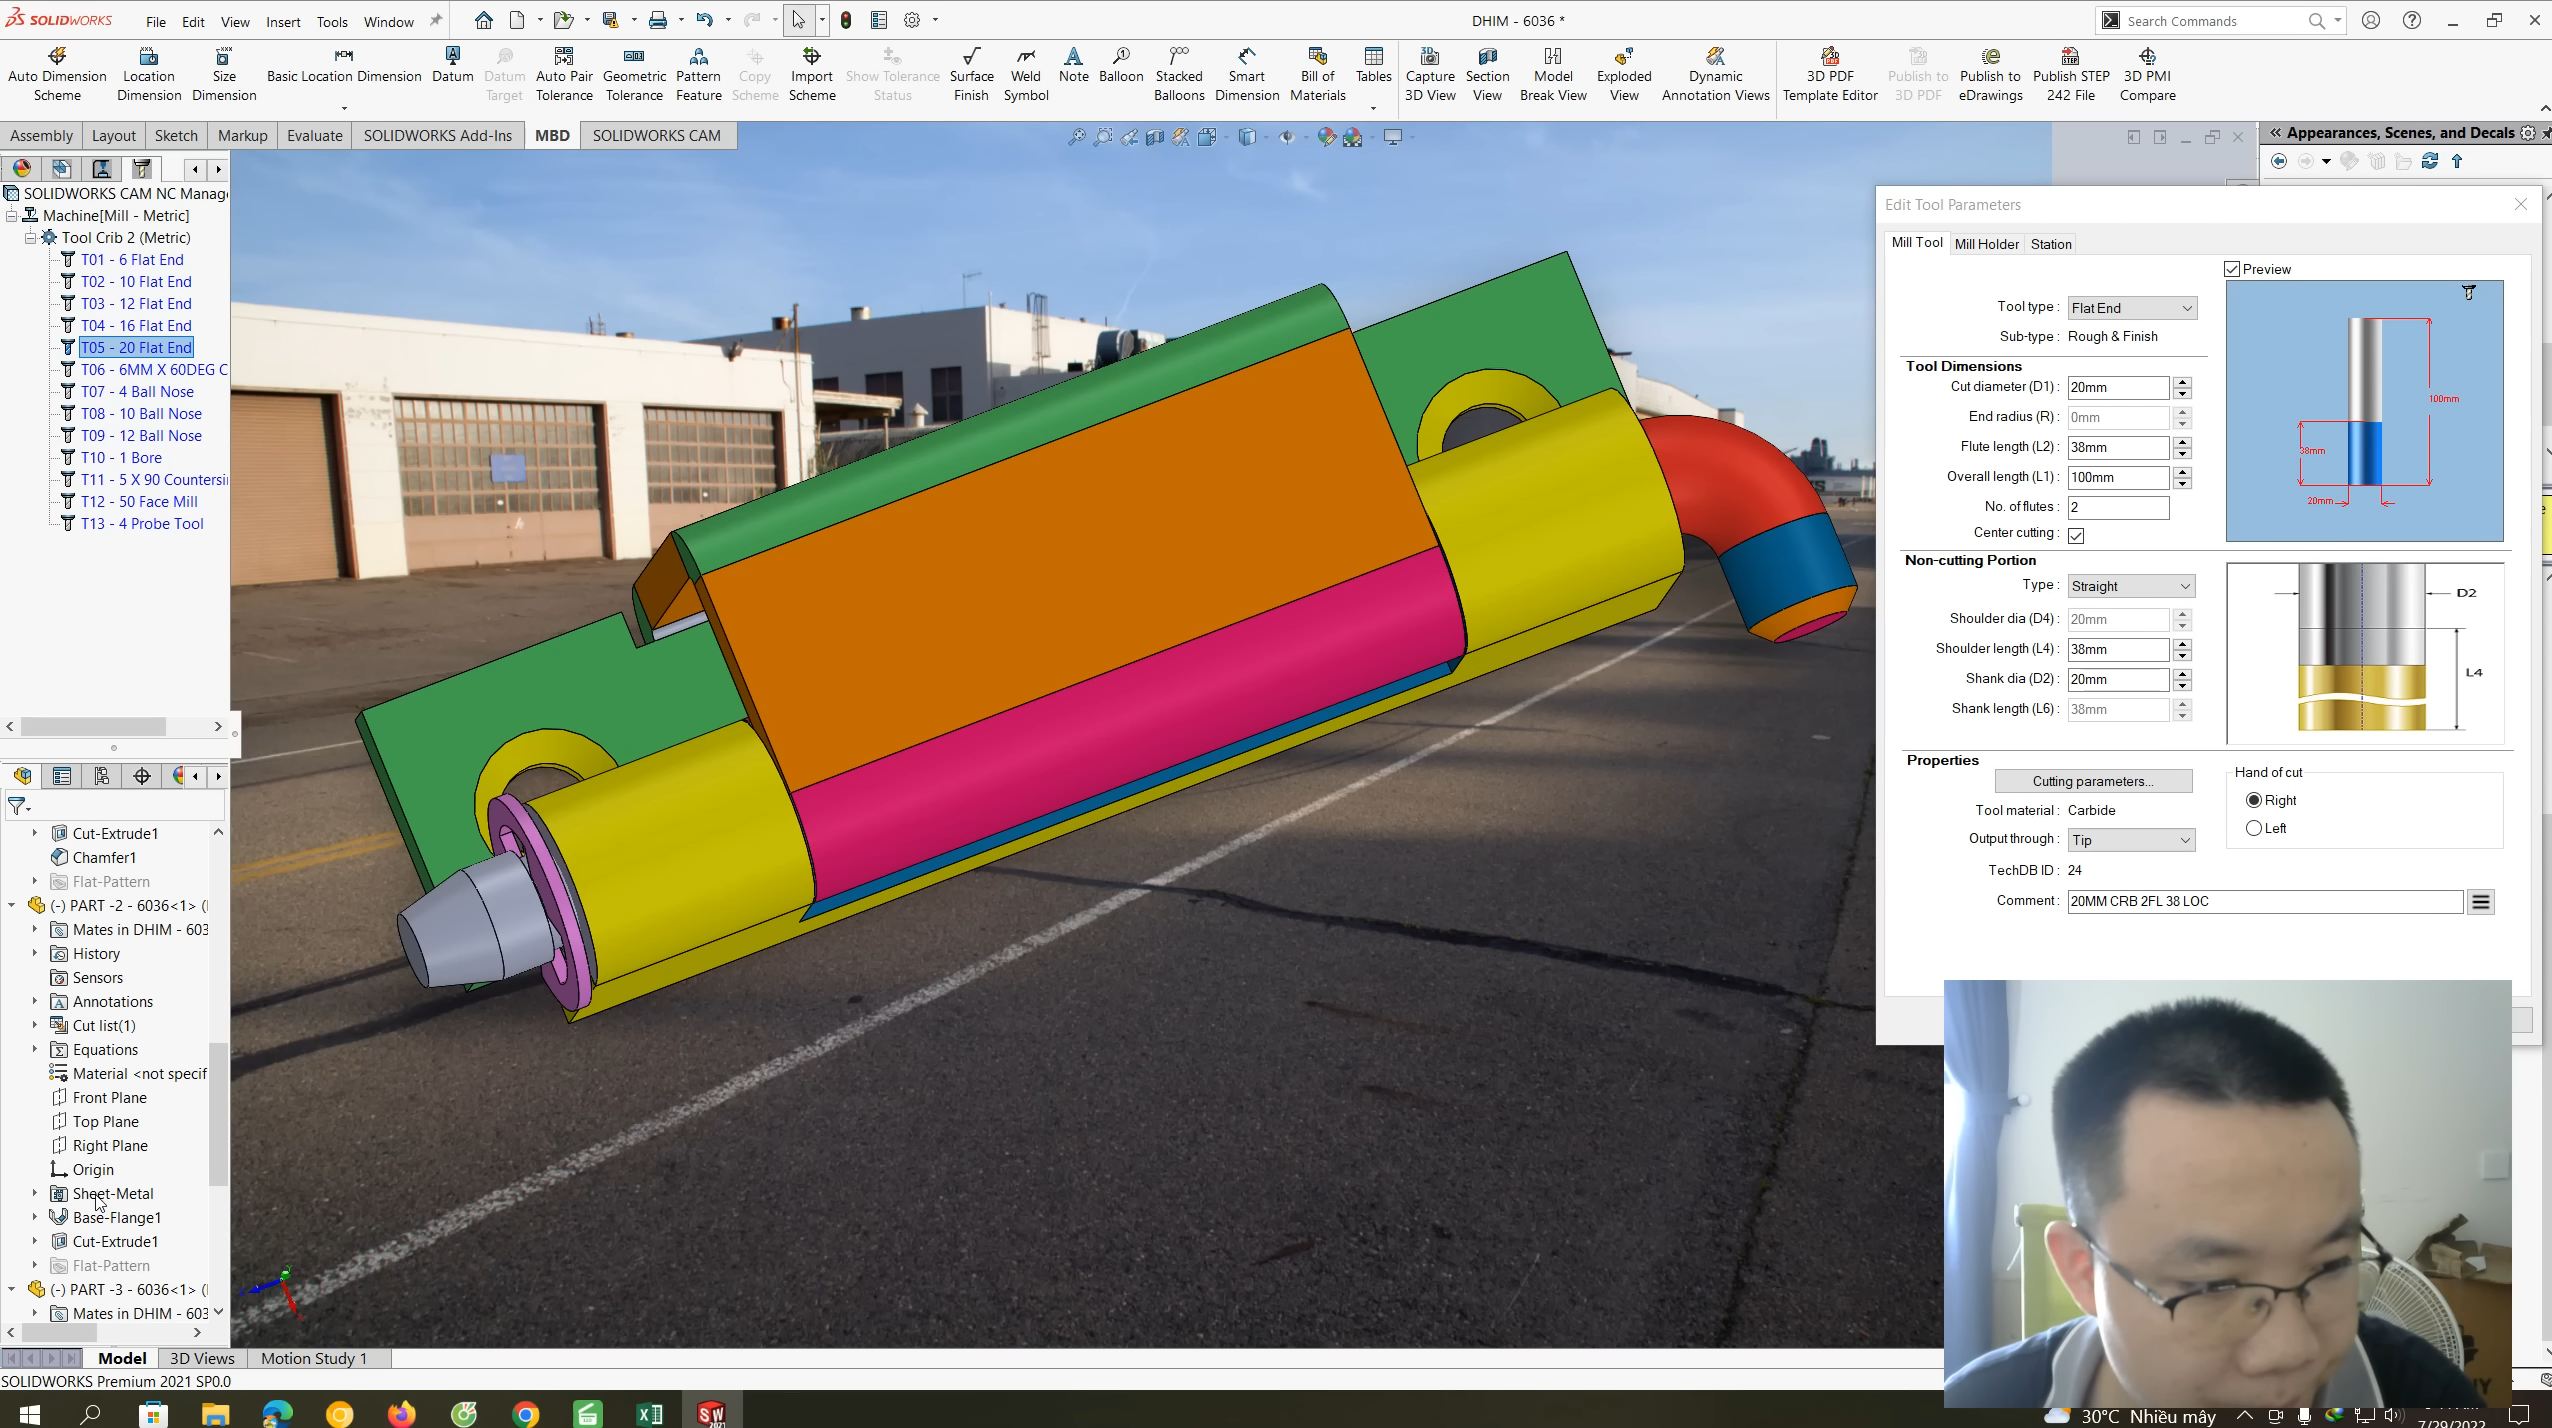 SOLIDWORKS
File Edit View Insert Tools Window
DHIM - 6036 *
Search Commands
Auto Dimension Scheme
Location Dimension
Size Dimension
Basic Location Dimension
Datum
Datum Target
Auto Pair Tolerance
Geometric Tolerance
Pattern Feature
Copy Scheme
Import Scheme
Show Tolerance Status
Surface Finish
Weld Symbol
Note
Balloon
Stacked Balloons
Smart Dimension
Bill of Materials
Tables
Capture 3D View
Section View
Model Break View
Exploded View
Dynamic Annotation Views
3D PDF Template Editor
Publish to 3D PDF
Publish to eDrawings
Publish STEP 242 File
3D PMI Compare
Assembly Layout Sketch Markup Evaluate SOLIDWORKS Add-Ins MBD SOLIDWORKS CAM
Appearances, Scenes, and Decals
SOLIDWORKS CAM NC Manag
Machine[Mill - Metric]
Tool Crib 2 (Metric)
T01 - 6 Flat End
T02 - 10 Flat End
T03 - 12 Flat End
T04 - 16 Flat End
T05 - 20 Flat End
T06 - 6MM X 60DEG C
T07 - 4 Ball Nose
T08 - 10 Ball Nose
T09 - 12 Ball Nose
T10 - 1 Bore
T11 - 5 X 90 Countersi
T12 - 50 Face Mill
T13 - 4 Probe Tool
Cut-Extrude1
Chamfer1
Flat-Pattern
(-) PART -2 - 6036<1> (
Mates in DHIM - 603
History
Sensors
Annotations
Cut list(1)
Equations
Material <not specif
Front Plane
Top Plane
Right Plane
Origin
Sheet-Metal
Base-Flange1
Cut-Extrude1
Flat-Pattern
(-) PART -3 - 6036<1> (
Mates in DHIM - 603
Edit Tool Parameters
Mill Tool Mill Holder Station
Preview
Tool type : Flat End
Sub-type : Rough & Finish
Tool Dimensions
Cut diameter (D1) : 20mm
End radius (R) : 0mm
Flute length (L2) : 38mm
Overall length (L1) : 100mm
No. of flutes : 2
Center cutting :
100mm
38mm
20mm
Non-cutting Portion
Type : Straight
Shoulder dia (D4) : 20mm
Shoulder length (L4) : 38mm
Shank dia (D2) : 20mm
Shank length (L6) : 38mm
D2
L4
Properties
Cutting parameters...
Tool material : Carbide
Output through : Tip
TechDB ID : 24
Comment : 20MM CRB 2FL 38 LOC
Hand of cut
Right
Left
Model 3D Views Motion Study 1
SOLIDWORKS Premium 2021 SP0.0
SW
2021
30°C Nhiều mây
7/29/2022